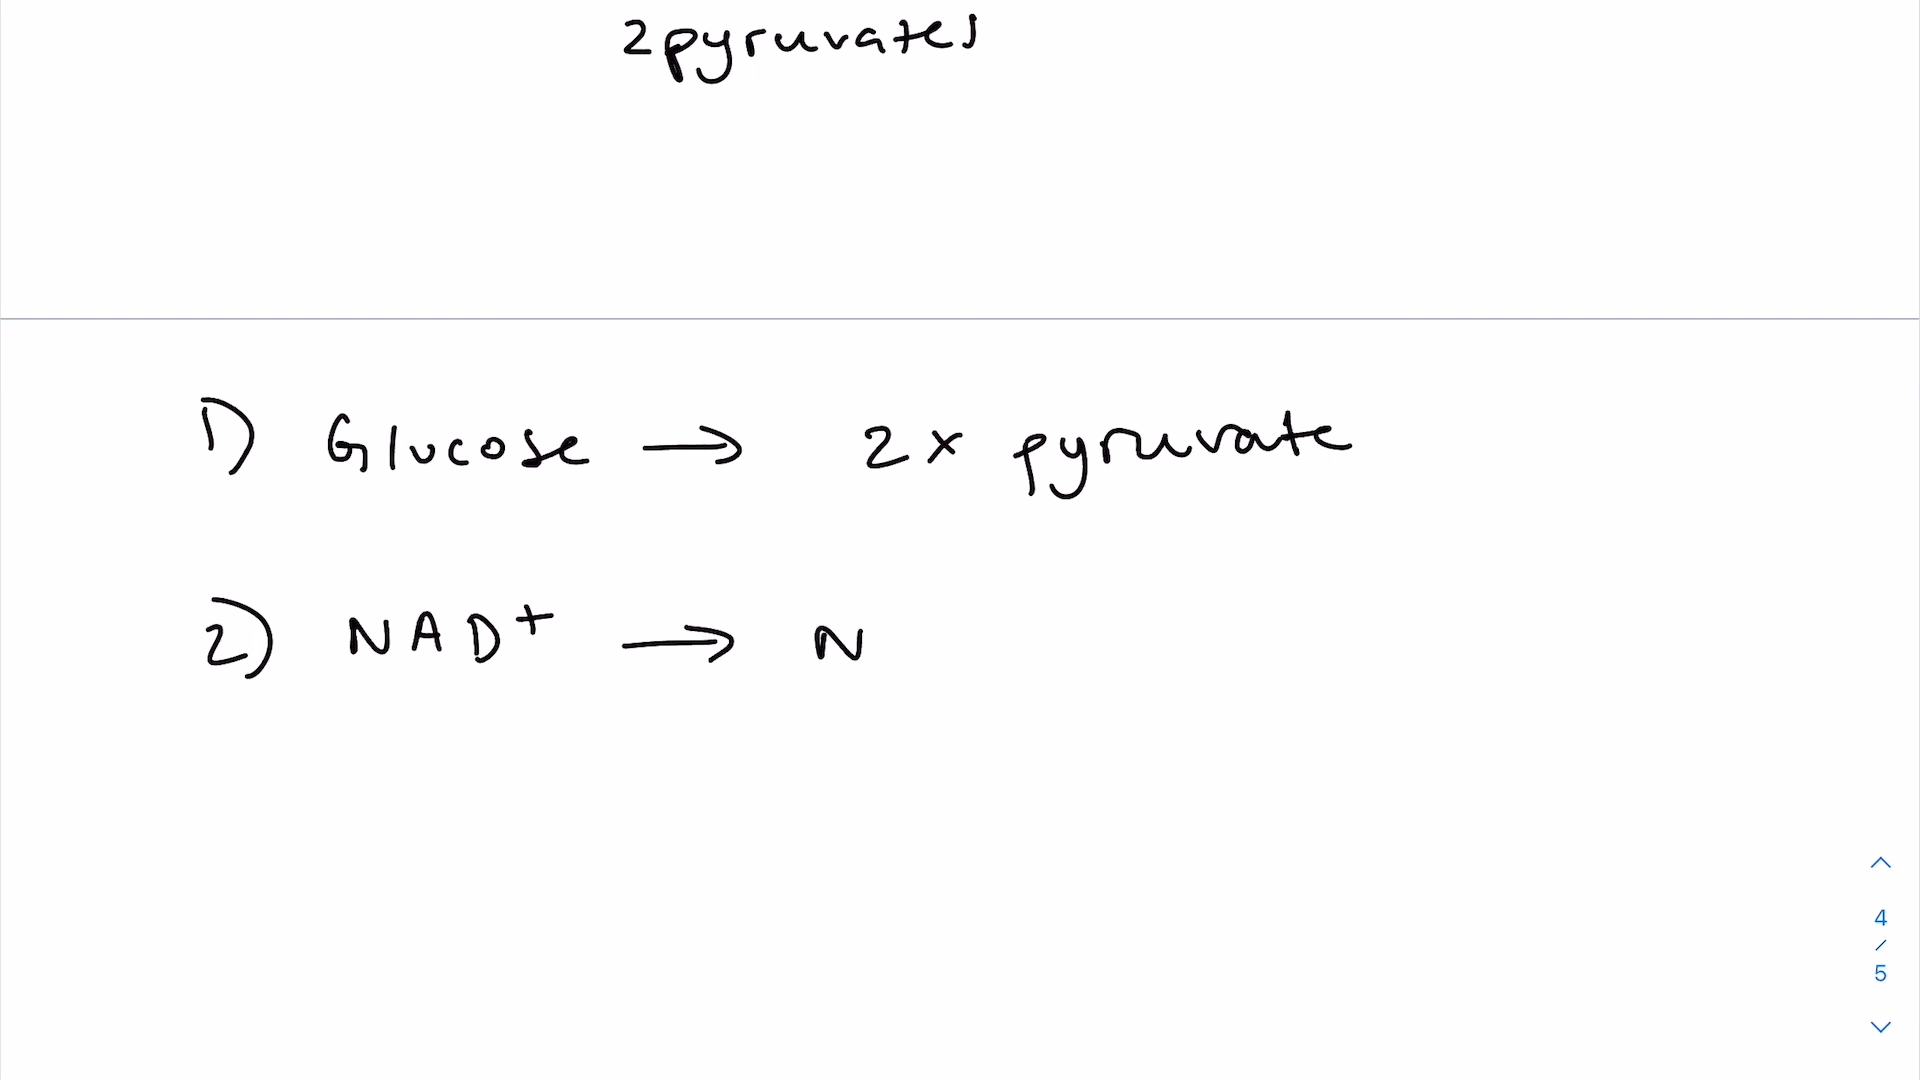 2pyruvates
1) Glucose → 2x pyruvate
2) NAD+ → N
4
/
5